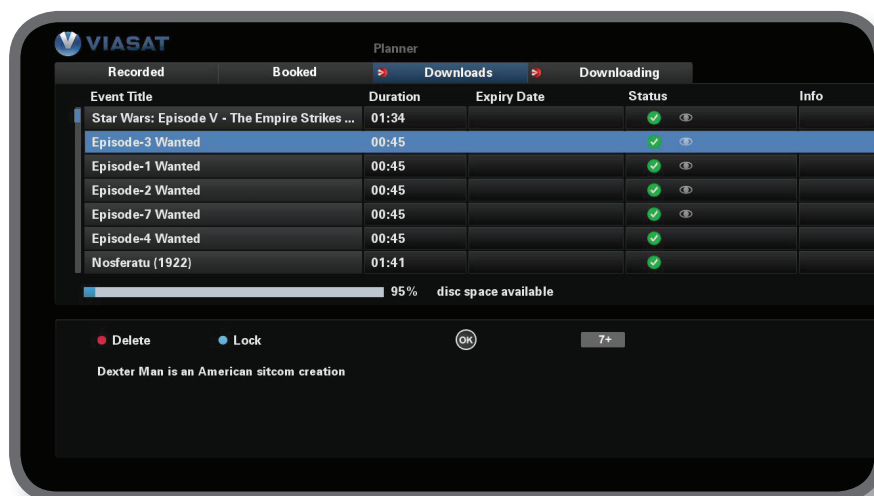 VIASAT
Planner
Recorded Booked Downloads Downloading
Event Title Duration Expiry Date Status Info
Star Wars: Episode V - The Empire Strikes ... 01:34
Episode-3 Wanted 00:45
Episode-1 Wanted 00:45
Episode-2 Wanted 00:45
Episode-7 Wanted 00:45
Episode-4 Wanted 00:45
Nosferatu (1922) 01:41
95% disc space available
Delete Lock OK 7+
Dexter Man is an American sitcom creation